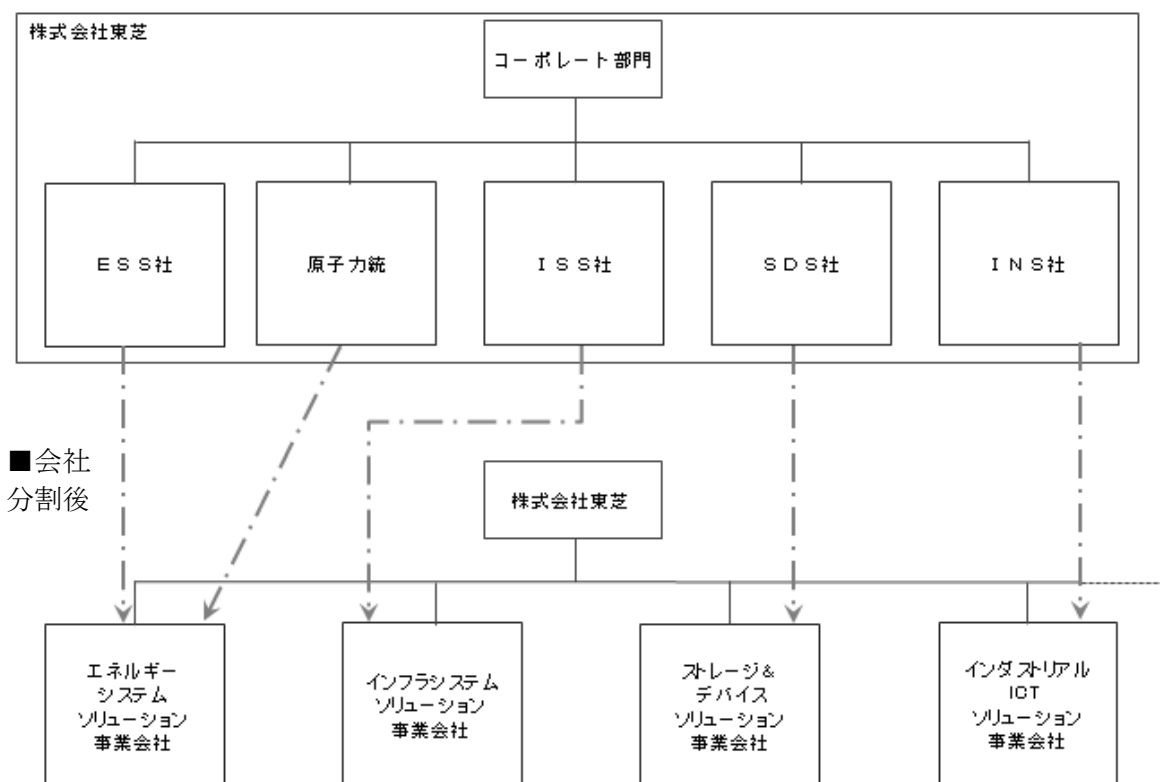 株式会社東芝
コーポレート部門
ESS社
原子力統
ISS社
SDS社
INS社
■会社
分割後
株式会社東芝
エネルギー
システム
ソリューション
事業会社
インフラシステム
ソリューション
事業会社
ストレージ&
デバイス
ソリューション
事業会社
インダストリアル
ICT
ソリューション
事業会社